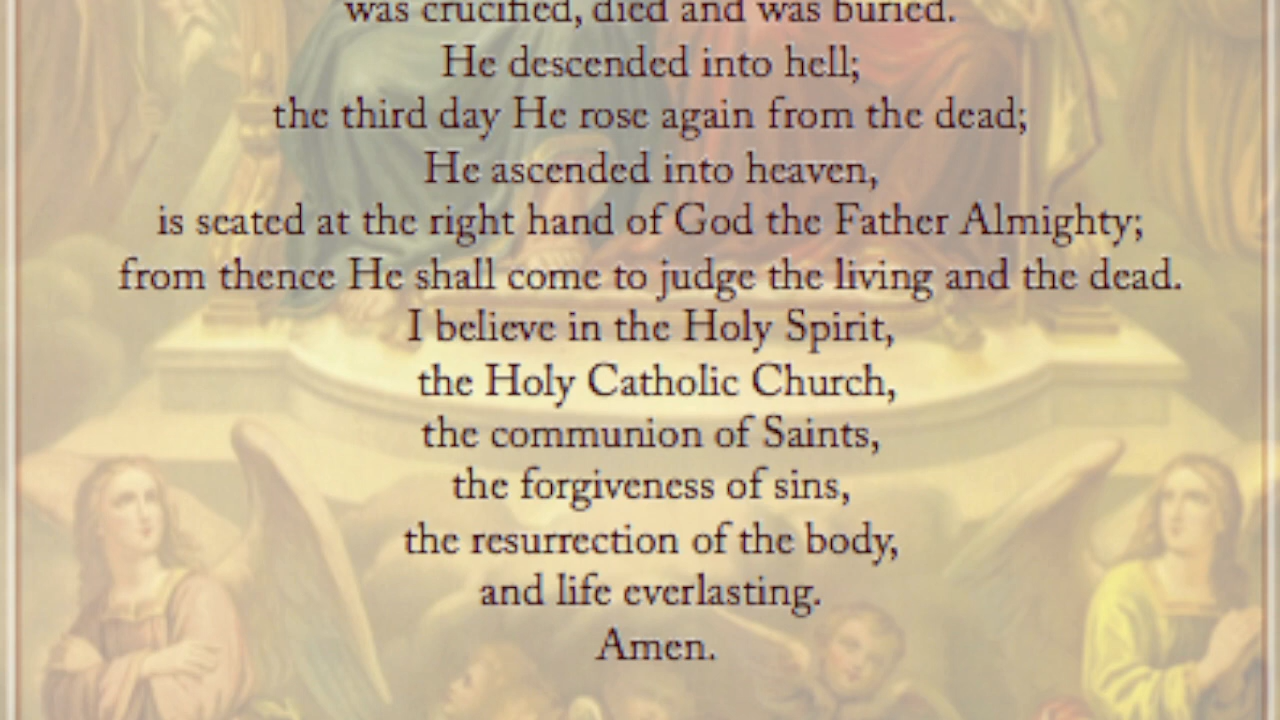 was crucified, died and was buried.
He descended into hell;
the third day He rose again from the dead;
He ascended into heaven,
is seated at the right hand of God the Father Almighty;
from thence He shall come to judge the living and the dead.
I believe in the Holy Spirit,
the Holy Catholic Church,
the communion of Saints,
the forgiveness of sins,
the resurrection of the body,
and life everlasting.
Amen.